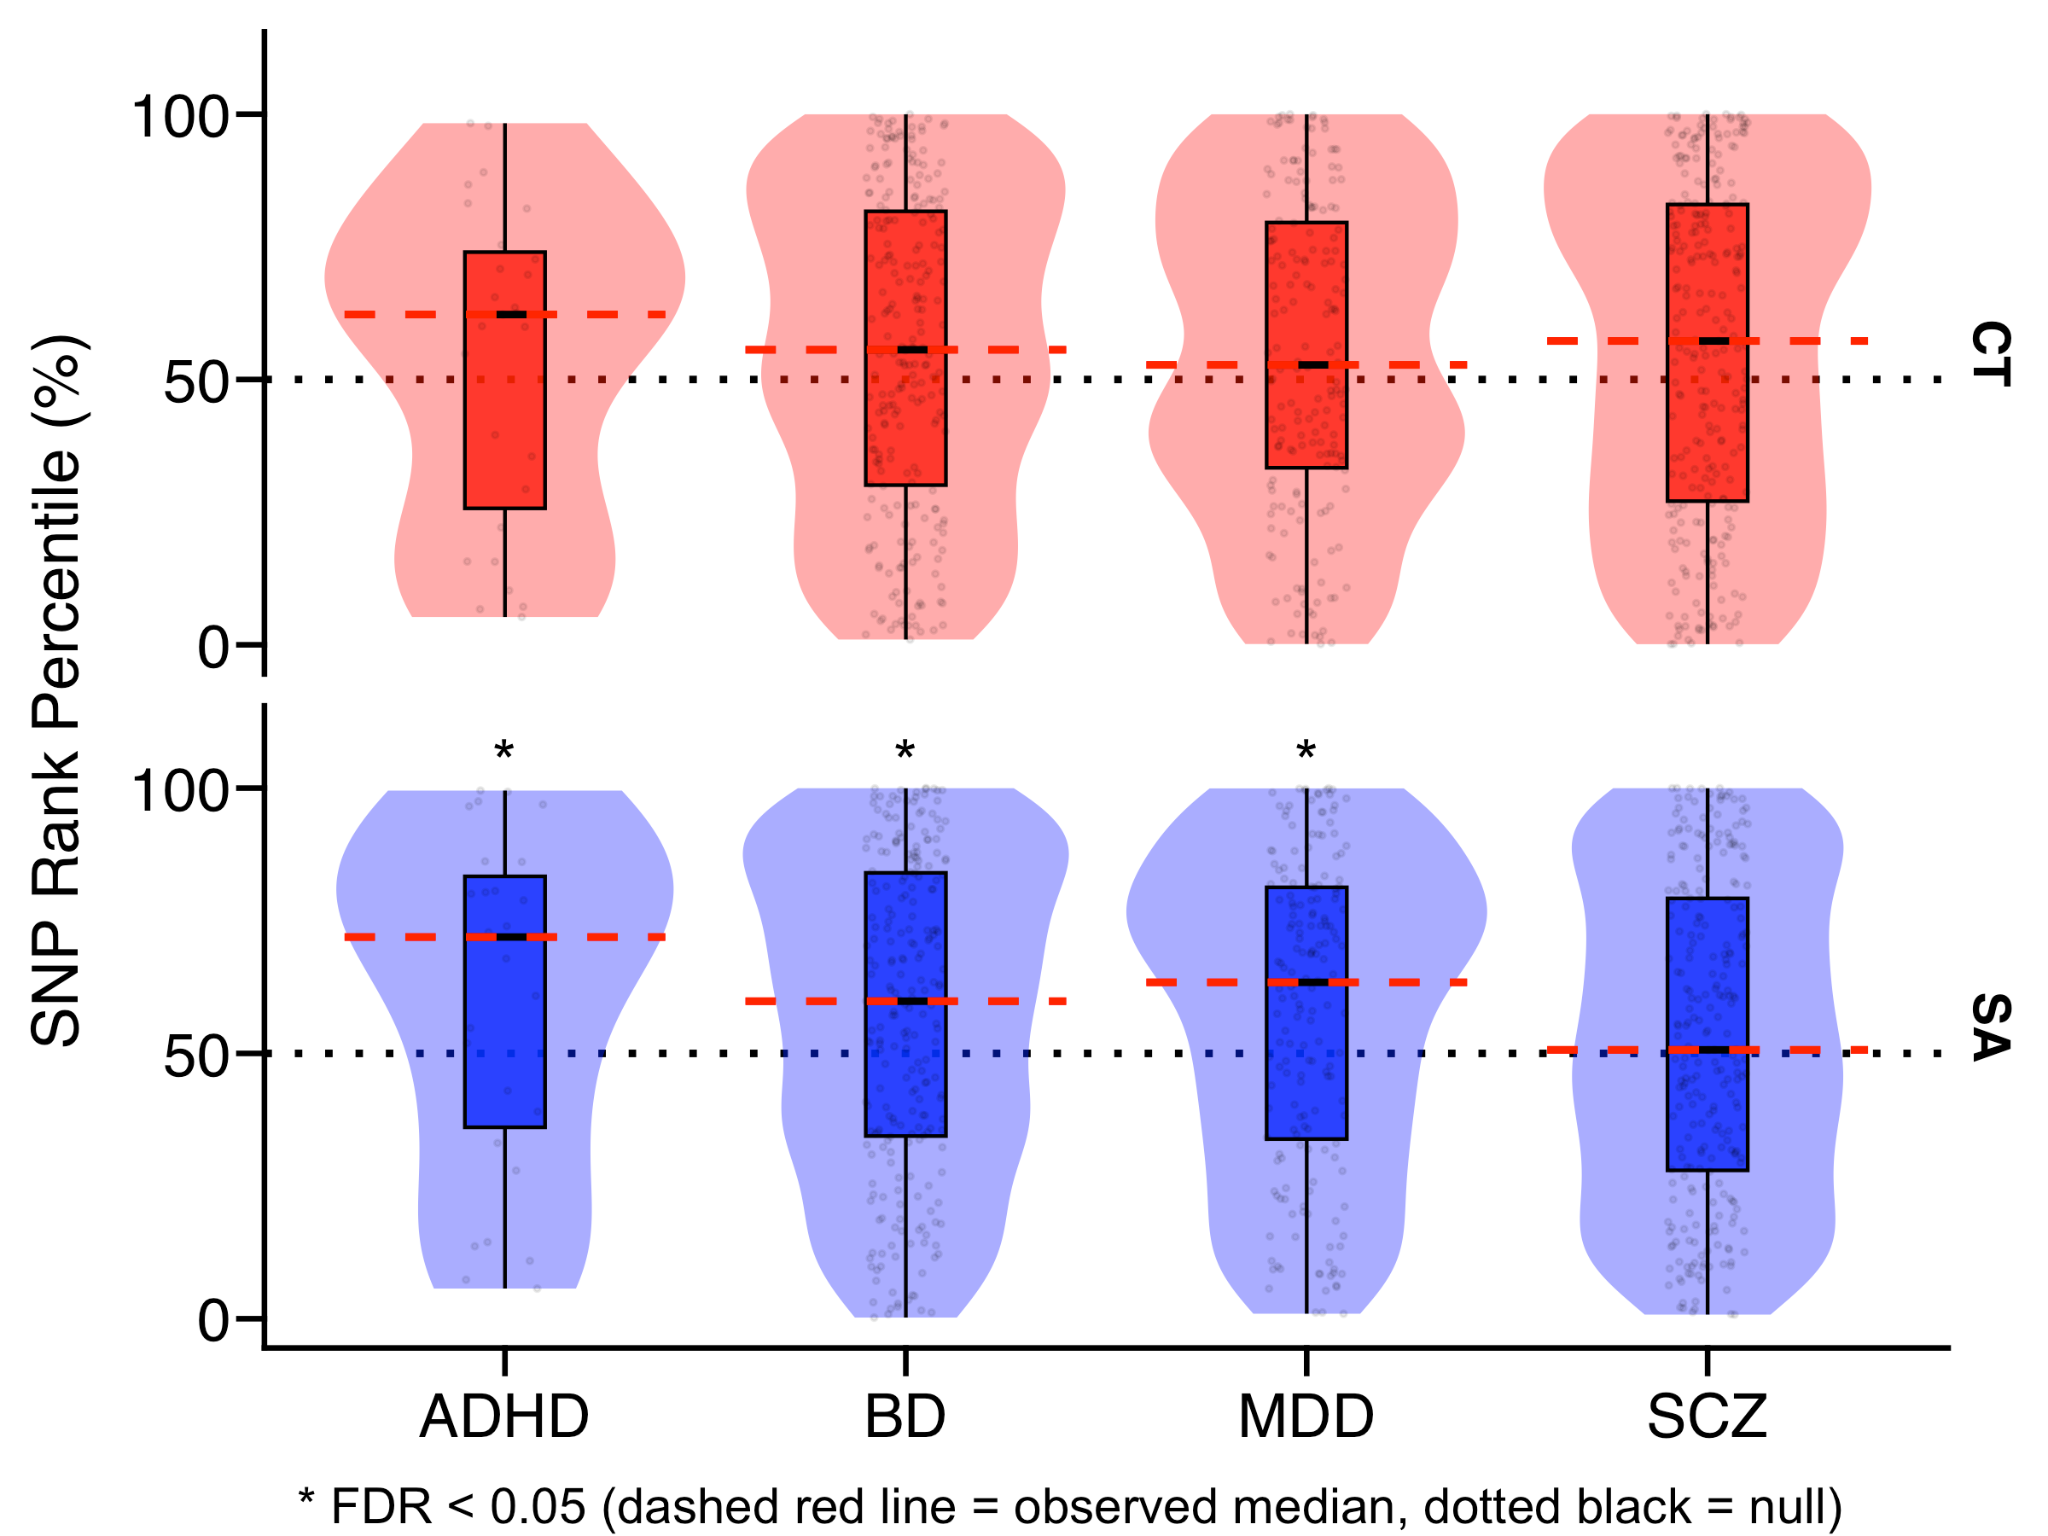 SNP Rank Percentile (%)
100
50
0
CT
* * *
100
50
0
SA
ADHD BD MDD SCZ
* FDR < 0.05 (dashed red line = observed median, dotted black = null)